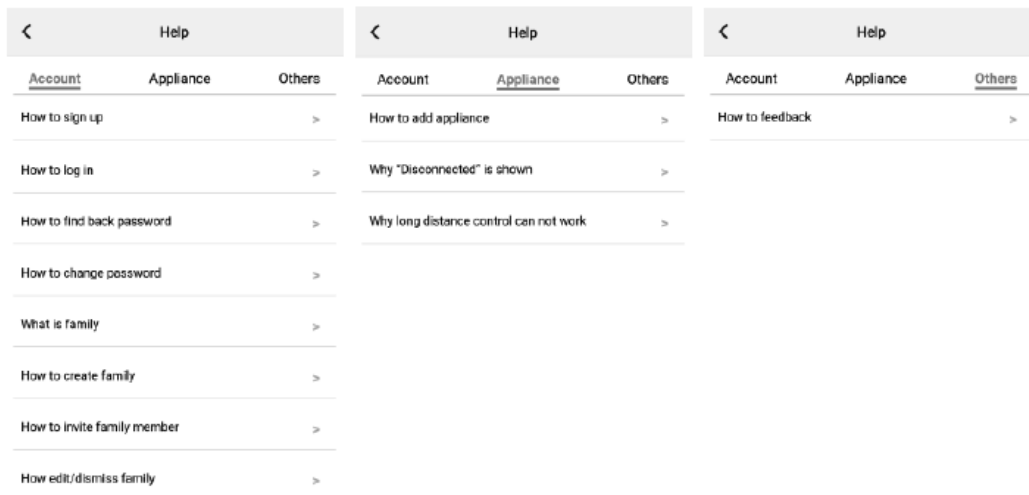 Help
Account Appliance Others
How to sign up >
How to log in >
How to find back password >
How to change password >
What is family >
How to create family >
How to invite family member >
How edit/dismiss family >
Help
Account Appliance Others
How to add appliance >
Why "Disconnected" is shown >
Why long distance control can not work >
Help
Account Appliance Others
How to feedback >